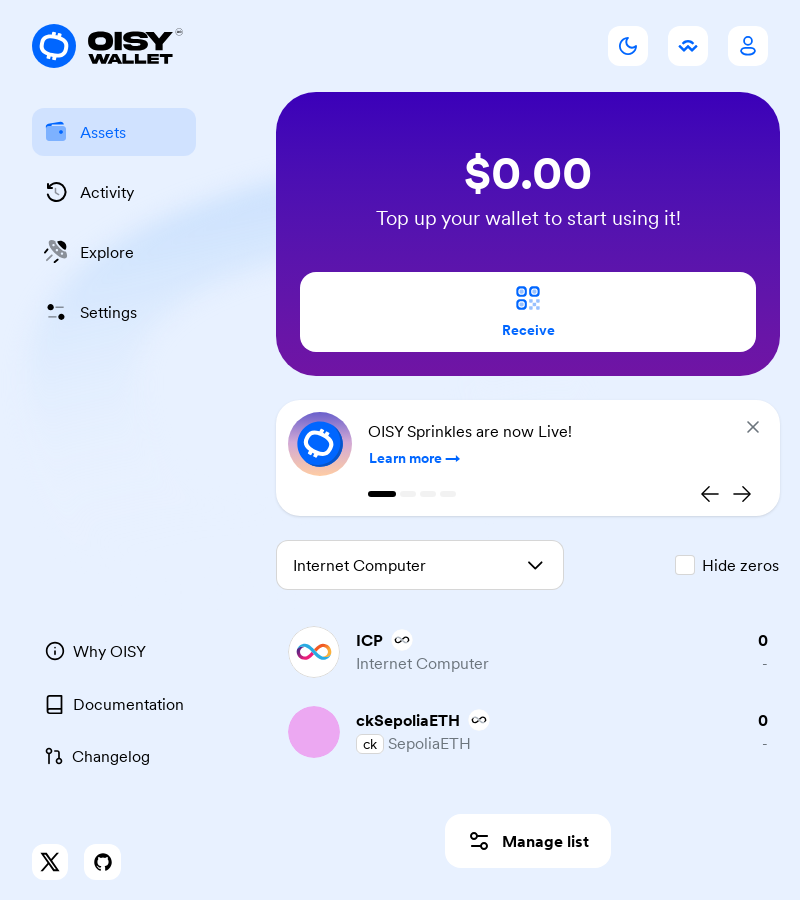 OISY
WALLET
Assets
Activity
Explore
Settings
$0.00
Top up your wallet to start using it!
Receive
OISY Sprinkles are now Live!
Learn more
Internet Computer
Hide zeros
ICP
0
Internet Computer
-
ckSepoliaETH
0
ck SepoliaETH
-
Manage list
Why OISY
Documentation
Changelog